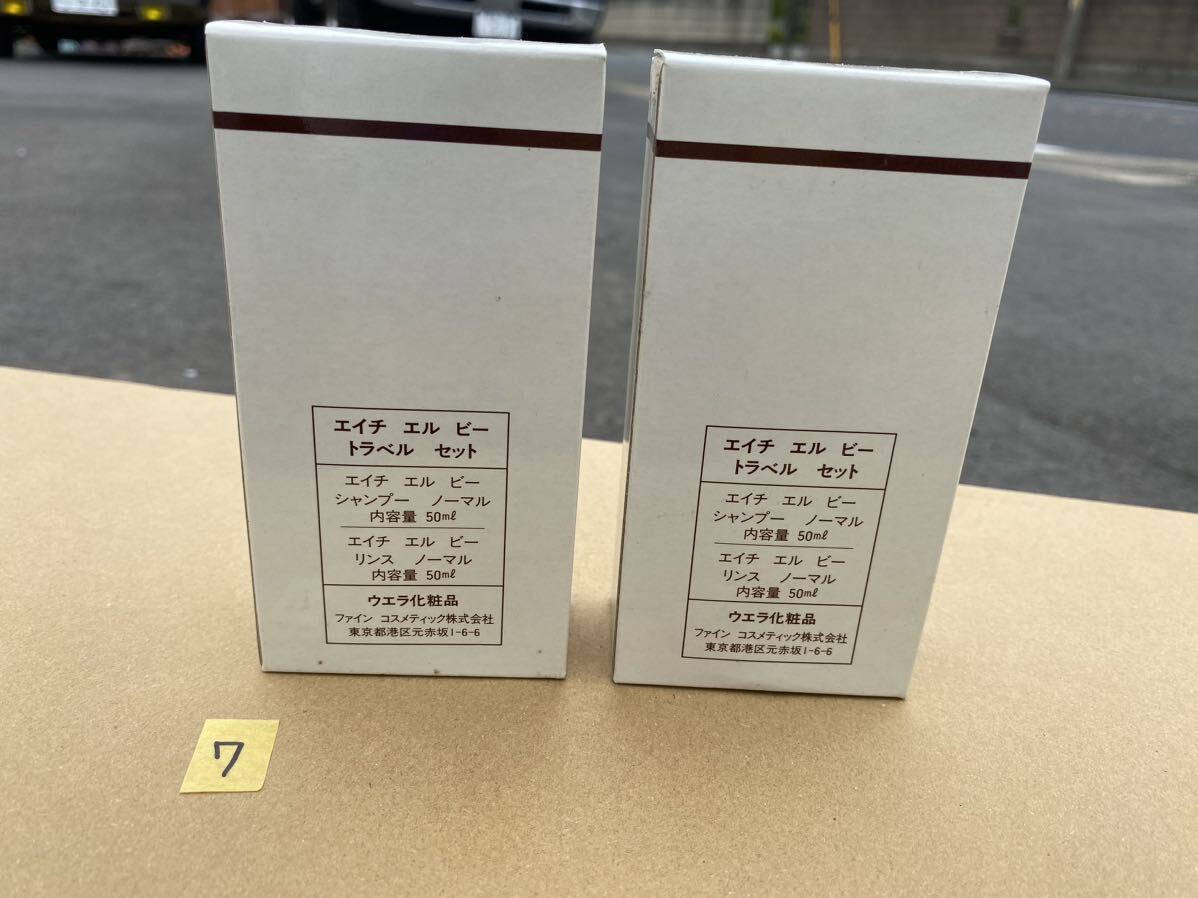 エイチ エル ビー
トラベル セット
エイチ エル ビー
シャンプー ノーマル
内容量 50㎖
エイチ エル ビー
リンス ノーマル
内容量 50㎖
ウエラ化粧品
ファイン コスメティック株式会社
東京都港区元赤坂1-6-6
エイチ エル ビー
トラベル セット
エイチ エル ビー
シャンプー ノーマル
内容量 50㎖
エイチ エル ビー
リンス ノーマル
内容量 50㎖
ウエラ化粧品
ファイン コスメティック株式会社
東京都港区元赤坂1-6-6
7